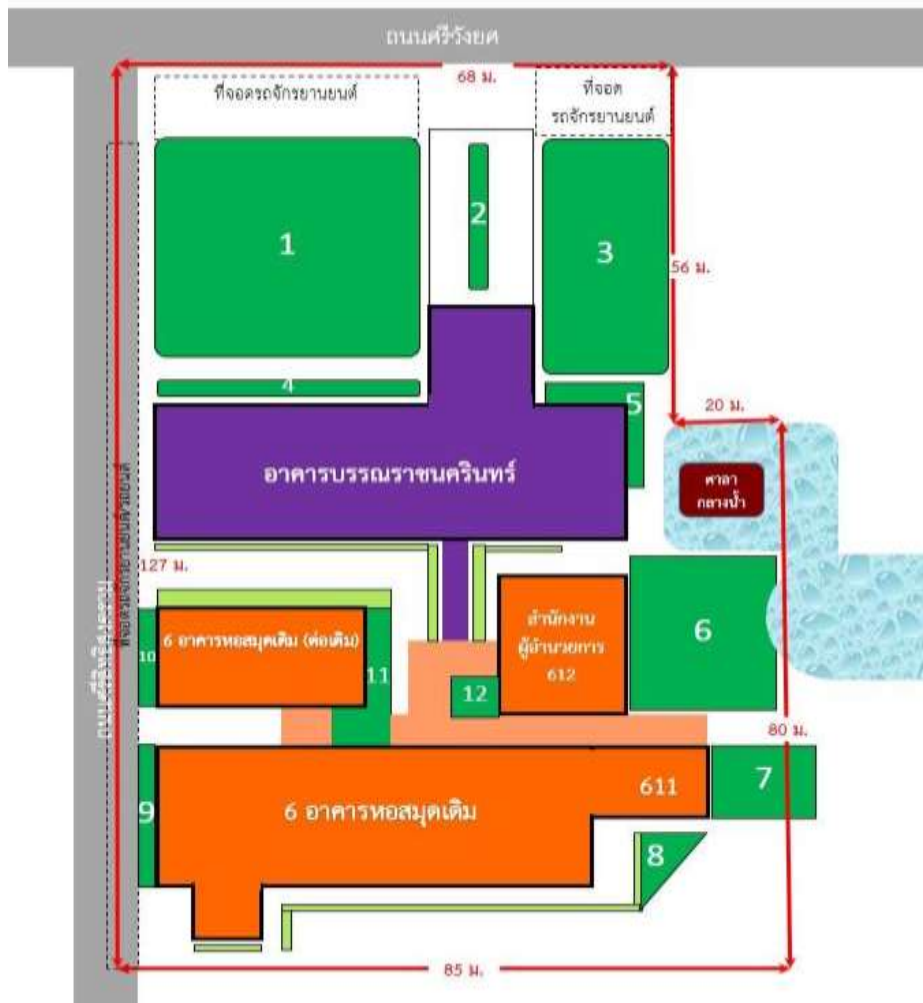 ถนนศรีวังยศ
68 ม.
ที่จอดรถจักรยานยนต์
ที่จอด
รถจักรยานยนต์
1
2
3
56 ม.
4
5
20 ม.
อาคารบรรณราชนครินทร์
ศาลา
กลางน้ำ
127 ม.
10
6 อาคารหอสมุดเดิม (ต่อเติม)
11
สำนักงาน
ผู้อำนวยการ
612
6
12
80 ม.
9
6 อาคารหอสมุดเดิม
611
7
8
85 ม.